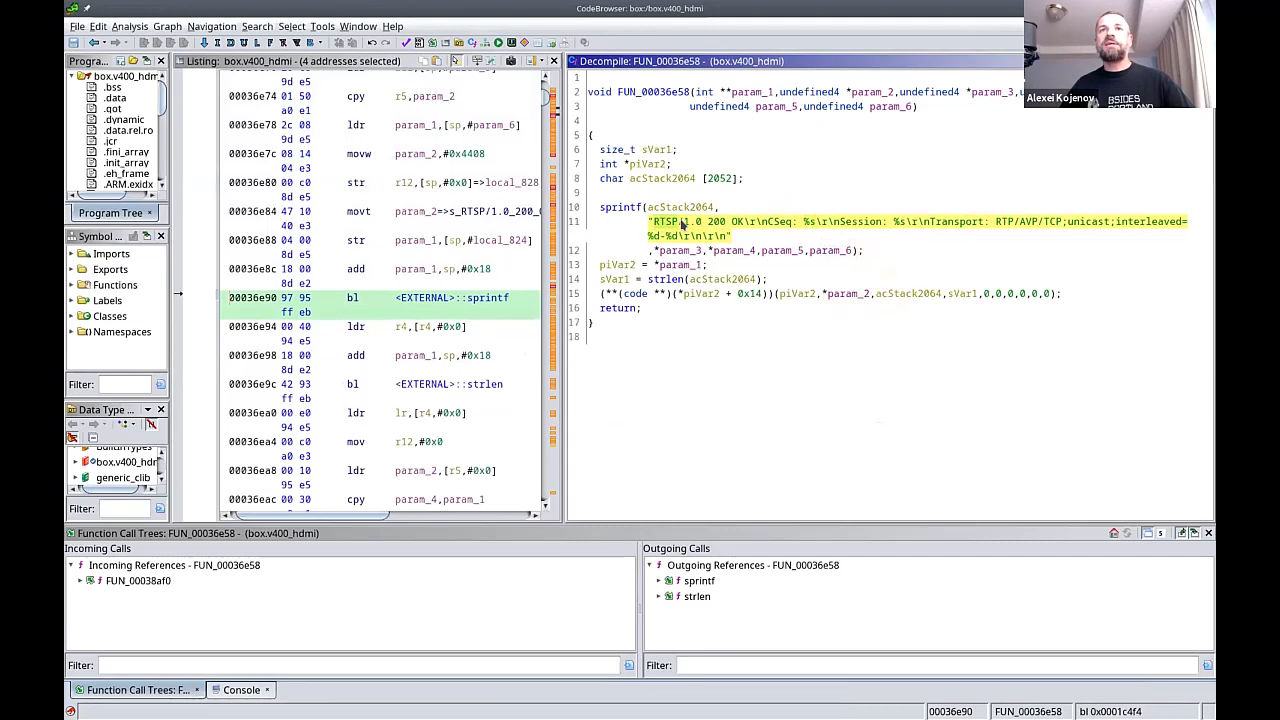 CodeBrowser: box:/box.v400_hdmi
File Edit Analysis Graph Navigation Search Select Tools Window Help
Progra...
box.v400_hdm
.bss
.data
.dynamic
.data.rel.ro
.jcr
.fini_array
.init_array
.eh_frame
.ARM.exidx
Program Tree ×
Symbol ...
Imports
Exports
Functions
Labels
Classes
Namespaces
Filter:
Data Type ...
box.v400_hdr
generic_clib
Filter:
Listing: box.v400_hdmi - (4 addresses selected)
9d e5
00036e74 01 50 cpy r5,param_2
a0 e1
00036e78 2c 08 ldr param_1,[sp,#param_6]
9d e5
00036e7c 08 14 movw param_2,#0x4408
04 e3
00036e80 00 c0 str r12,[sp,#0x0]=>local_828
8d e5
00036e84 47 10 movt param_2=>s_RTSP/1.0_200_
40 e3
00036e88 04 00 str param_1,[sp,#local_824]
8d e5
00036e8c 18 00 add param_1,sp,#0x18
8d e2
00036e90 97 95 bl <EXTERNAL>::sprintf
ff eb
00036e94 00 40 ldr r4,[r4,#0x0]
94 e5
00036e98 18 00 add param_1,sp,#0x18
8d e2
00036e9c 42 93 bl <EXTERNAL>::strlen
ff eb
00036ea0 00 e0 ldr lr,[r4,#0x0]
94 e5
00036ea4 00 c0 mov r12,#0x0
a0 e3
00036ea8 00 10 ldr param_2,[r5,#0x0]
95 e5
00036eac 00 30 cpy param_4,param_1
Decompile: FUN_00036e58 - (box.v400_hdmi)
1
2 void FUN_00036e58(int **param_1,undefined4 *param_2,undefined4 *param_3,
3 undefined4 param_5,undefined4 param_6)
4
5 {
6 size_t sVar1;
7 int *piVar2;
8 char acStack2064 [2052];
9
10 sprintf(acStack2064,
11 "RTSP/1.0 200 OK\r\nCSeq: %s\r\nSession: %s\r\nTransport: RTP/AVP/TCP;unicast;interleaved=
%d-%d\r\n\r\n"
12 ,*param_3,*param_4,param_5,param_6);
13 piVar2 = *param_1;
14 sVar1 = strlen(acStack2064);
15 (**(code **)(*piVar2 + 0x14))(piVar2,*param_2,acStack2064,sVar1,0,0,0,0,0,0);
16 return;
17 }
18
BSIDES
PORTLAND
Alexei Kojenov
Function Call Trees: FUN_00036e58 - (box.v400_hdmi)
Incoming Calls
Incoming References - FUN_00036e58
FUN_00038af0
Filter:
Outgoing Calls
Outgoing References - FUN_00036e58
sprintf
strlen
Filter:
Function Call Trees: F... × Console ×
00036e90 FUN_00036e58 bl 0x0001c4f4